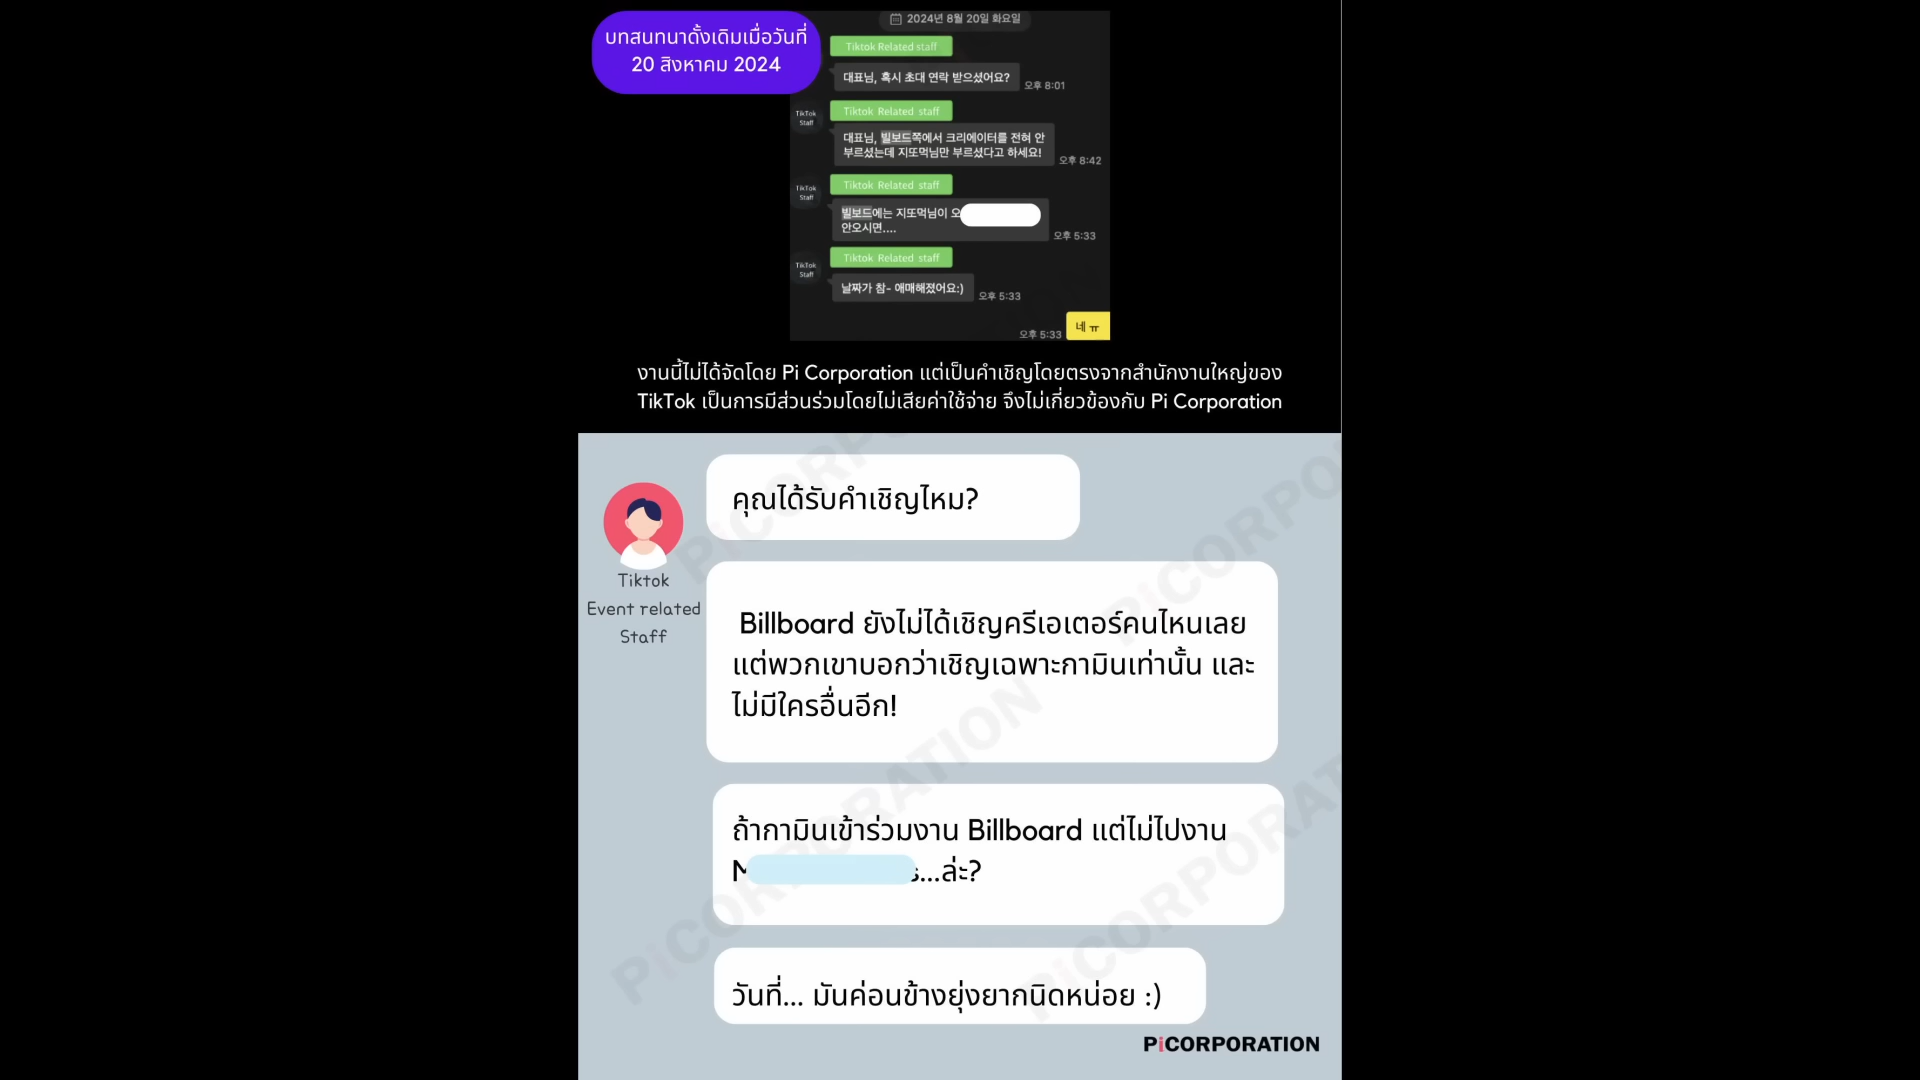 บทสนทนาดั้งเดิมเมื่อวันที่
20 สิงหาคม 2024
2024년 8월 20일 화요일
Tiktok Related staff
대표님, 혹시 초대 연락 받으셨어요?
오후 8:01
TikTok
Staff
Tiktok Related staff
대표님, 빌보드쪽에서 크리에이터를 전혀 안
부르셨는데 지또먹님만 부르셨다고 하세요!
오후 8:42
TikTok
Staff
Tiktok Related staff
빌보드에는 지또먹님이 오
안오시면....
오후 5:33
TikTok
Staff
Tiktok Related staff
날짜가 참~ 애매해졌어요:)
오후 5:33
오후 5:33
네 ㅠ
งานนี้ไม่ได้จัดโดย Pi Corporation แต่เป็นคำเชิญโดยตรงจากสำนักงานใหญ่ของ
TikTok เป็นการมีส่วนร่วมโดยไม่เสียค่าใช้จ่าย จึงไม่เกี่ยวข้องกับ Pi Corporation
Tiktok
Event related
Staff
คุณได้รับคำเชิญไหม?
Billboard ยังไม่ได้เชิญครีเอเตอร์คนไหนเลย
แต่พวกเขาบอกว่าเชิญเฉพาะกามินเท่านั้น และ
ไม่มีใครอื่นอีก!
ถ้ากามินเข้าร่วมงาน Billboard แต่ไม่ไปงาน
...ล่ะ?
วันที่... มันค่อนข้างยุ่งยากนิดหน่อย :)
PiCORPORATION